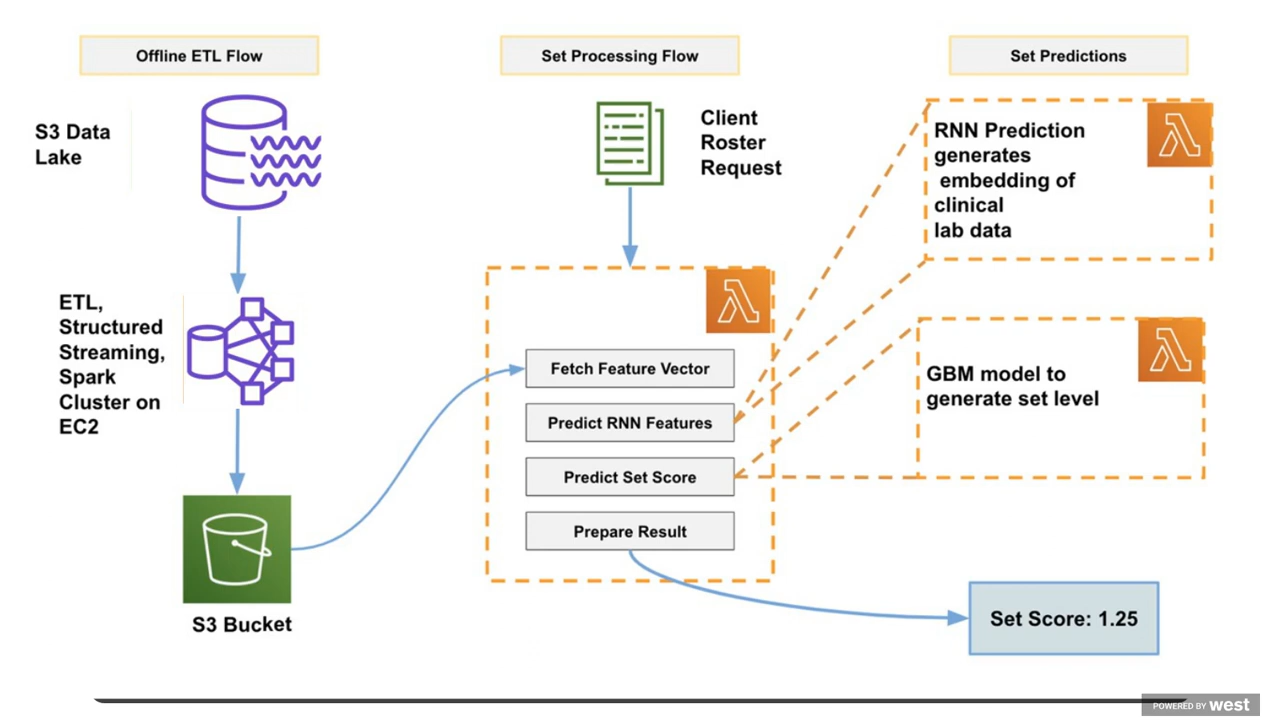 Offline ETL Flow
S3 Data
Lake
ETL,
Structured
Streaming,
Spark
Cluster on
EC2
S3 Bucket
Set Processing Flow
Client
Roster
Request
Fetch Feature Vector
Predict RNN Features
Predict Set Score
Prepare Result
Set Predictions
RNN Prediction
generates
embedding of
clinical
lab data
GBM model to
generate set level
Set Score: 1.25
POWERED BY west